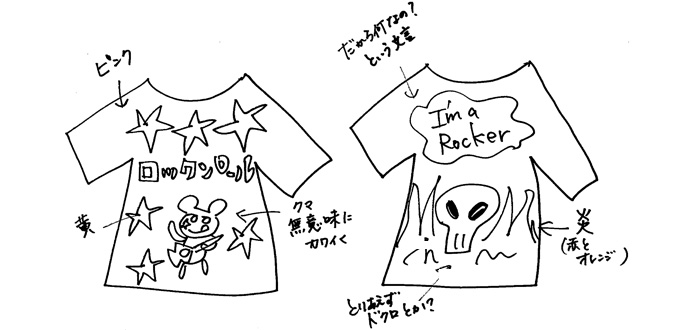 ピンク
ロックンロール
黄
クマ
無意味に
カワイく
だから何なの？
という文言
I'm a
Rocker
炎
(赤と
オレンジ)
とりあえず
ドクロとか!?